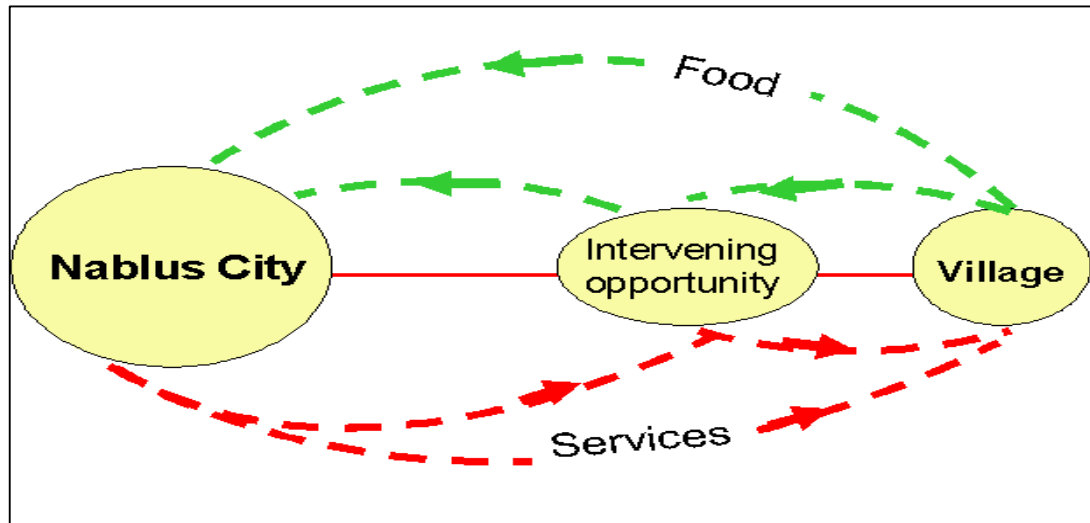 Food
Nablus City
Intervening
opportunity
Village
Services